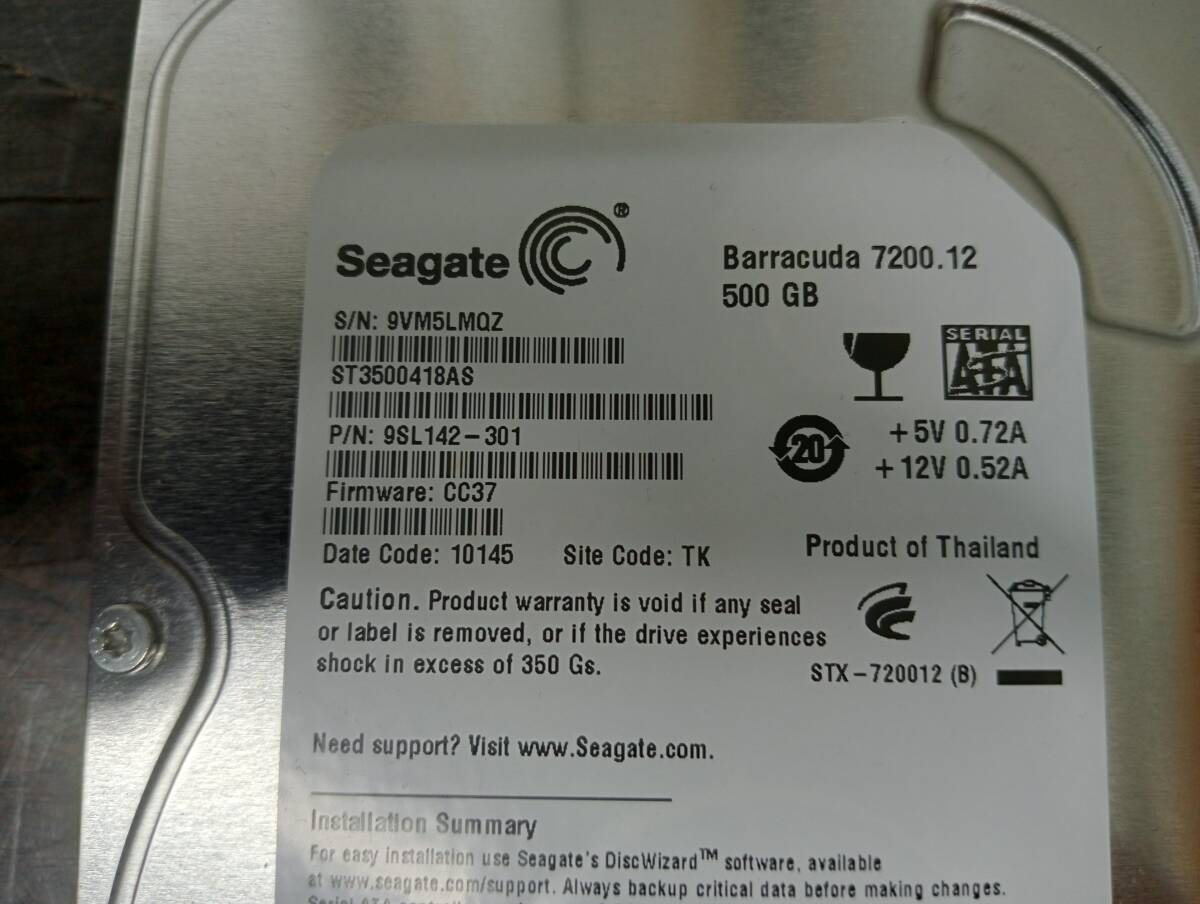 Seagate ®
Barracuda 7200.12
500 GB
S/N: 9VM5LMQZ
ST3500418AS
P/N: 9SL142-301
Firmware: CC37
Date Code: 10145 Site Code: TK
SERIAL
ATA
20
+5V 0.72A
+12V 0.52A
Product of Thailand
Caution. Product warranty is void if any seal
or label is removed, or if the drive experiences
shock in excess of 350 Gs.
STX-720012 (B)
Need support? Visit www.Seagate.com.
Installation Summary
For easy installation use Seagate's DiscWizard™ software, available
at www.seagate.com/support. Always backup critical data before making changes.